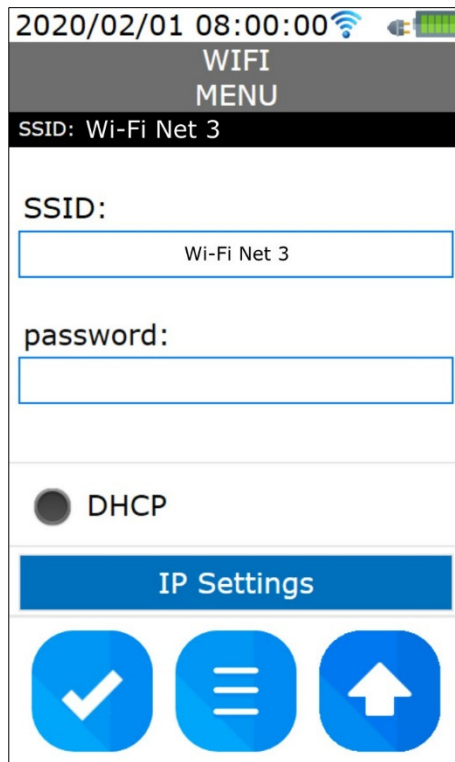 2020/02/01 08:00:00
WIFI
MENU
SSID: Wi-Fi Net 3
SSID:
Wi-Fi Net 3
password:
DHCP
IP Settings